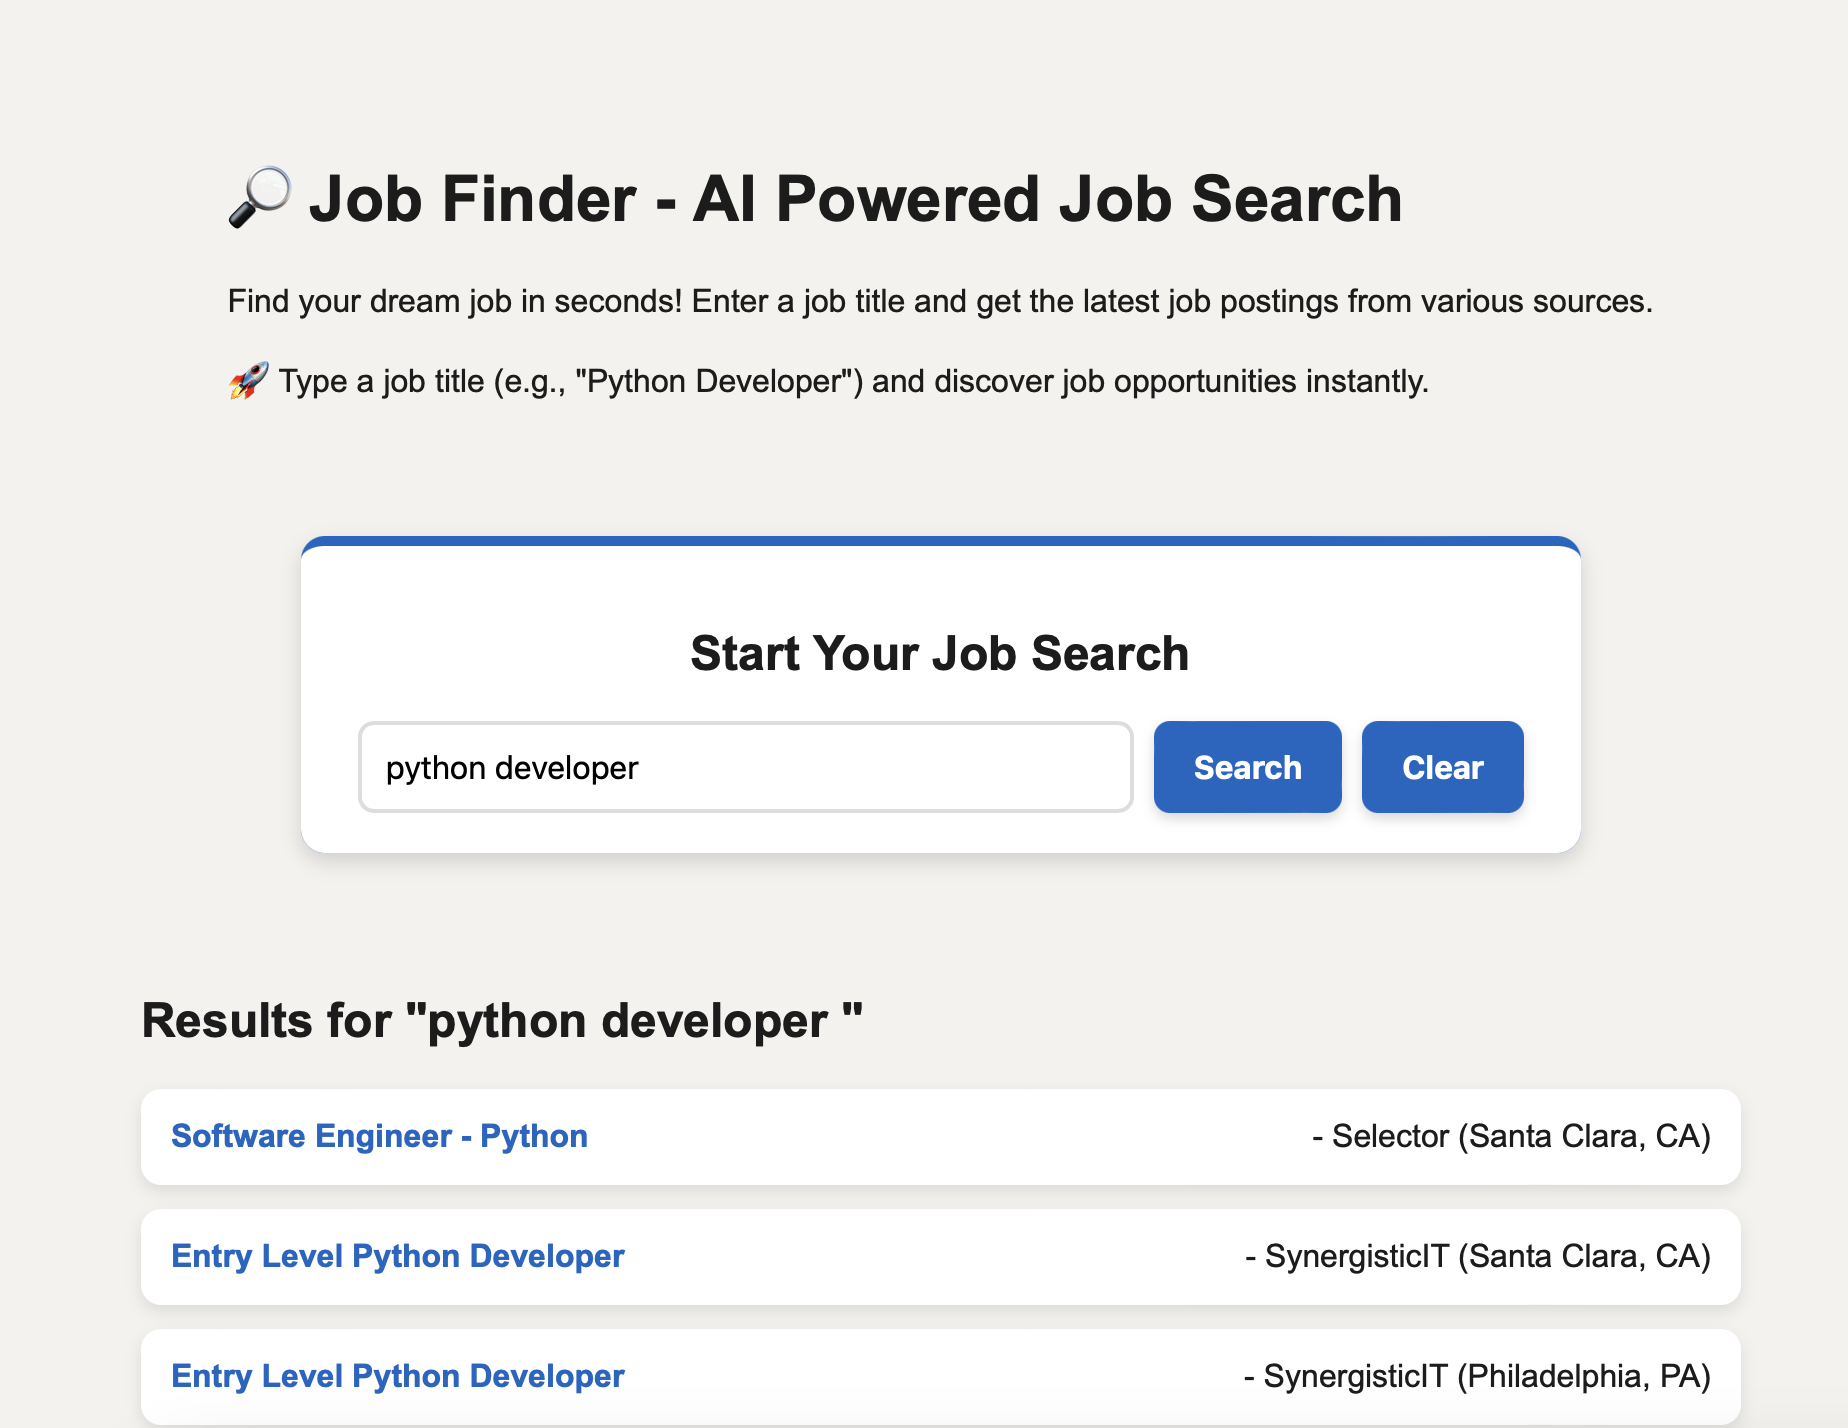 🔎 Job Finder - AI Powered Job Search
Find your dream job in seconds! Enter a job title and get the latest job postings from various sources.
🚀 Type a job title (e.g., "Python Developer") and discover job opportunities instantly.
Start Your Job Search
python developer
Search
Clear
Results for "python developer "
Software Engineer - Python
- Selector (Santa Clara, CA)
Entry Level Python Developer
- SynergisticIT (Santa Clara, CA)
Entry Level Python Developer
- SynergisticIT (Philadelphia, PA)